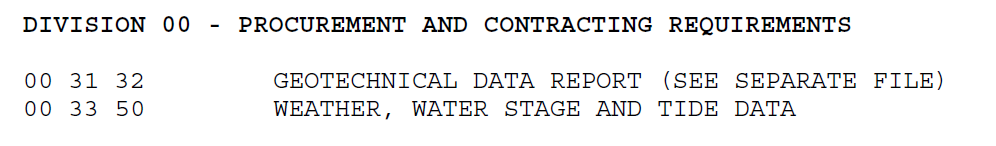 DIVISION 00 - PROCUREMENT AND CONTRACTING REQUIREMENTS
00 31 32 GEOTECHNICAL DATA REPORT (SEE SEPARATE FILE)
00 33 50 WEATHER, WATER STAGE AND TIDE DATA